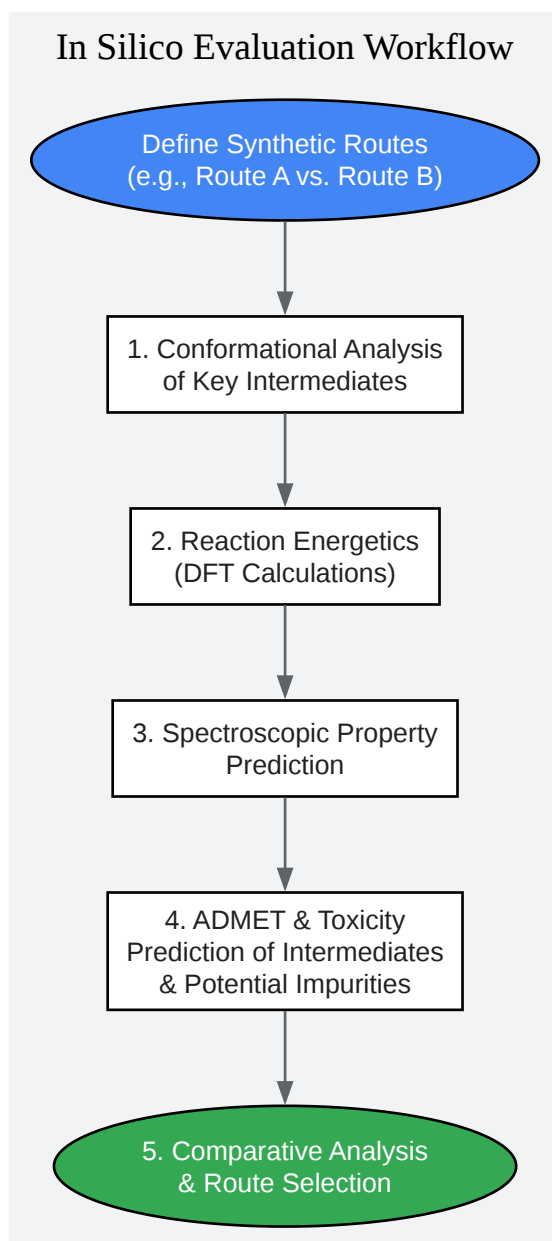 In Silico Evaluation Workflow
Define Synthetic Routes
(e.g., Route A vs. Route B)
1. Conformational Analysis
of Key Intermediates
2. Reaction Energetics
(DFT Calculations)
3. Spectroscopic Property
Prediction
4. ADMET & Toxicity
Prediction of Intermediates
& Potential Impurities
5. Comparative Analysis
& Route Selection